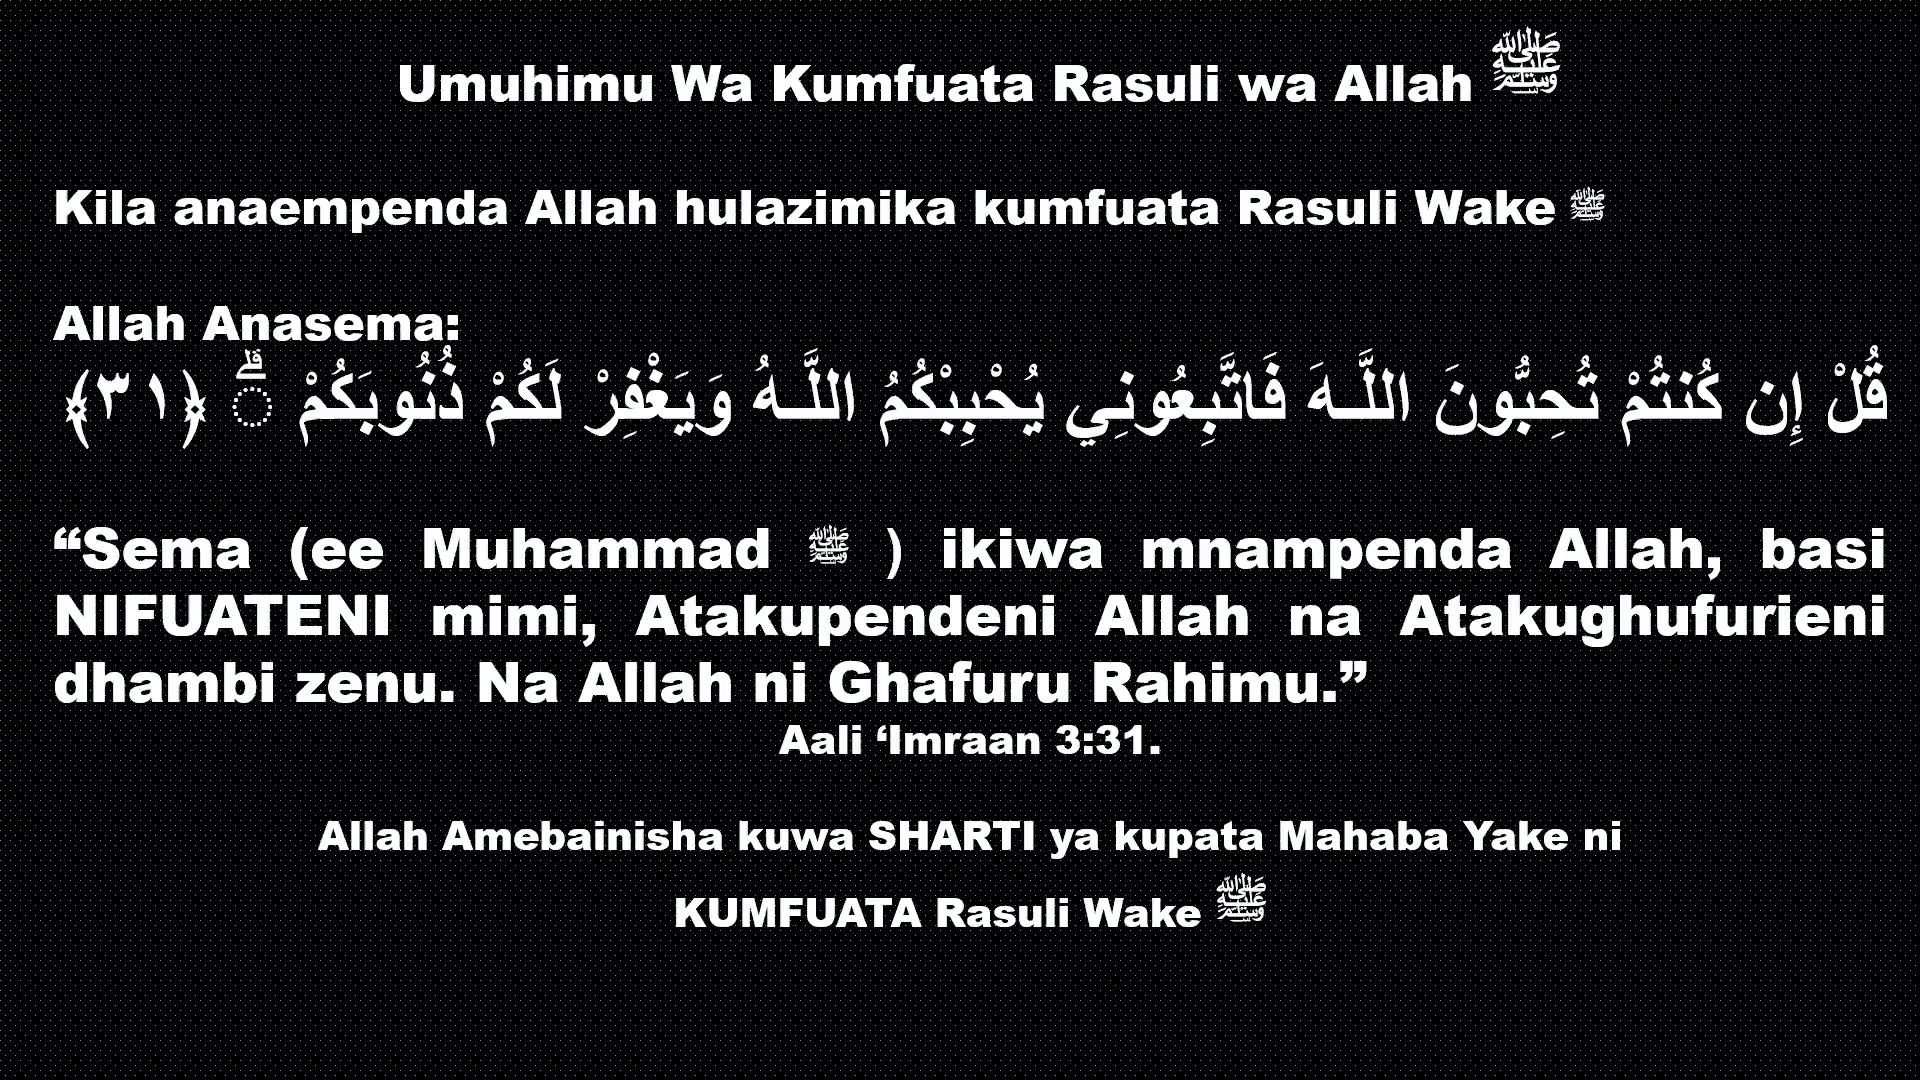 Umuhimu Wa Kumfuata Rasuli wa Allah ﷺ
Kila anaempenda Allah hulazimika kumfuata Rasuli Wake ﷺ
Allah Anasema:
قُلْ إِن كُنتُمْ تُحِبُّونَ اللَّـهَ فَاتَّبِعُونِي يُحْبِبْكُمُ اللَّـهُ وَيَغْفِرْ لَكُمْ ذُنُوبَكُمْ ۗ ﴿٣١﴾
“Sema (ee Muhammad ﷺ ) ikiwa mnampenda Allah, basi
NIFUATENI mimi, Atakupendeni Allah na Atakughufurieni
dhambi zenu. Na Allah ni Ghafuru Rahimu.”
Aali ‘Imraan 3:31.
Allah Amebainisha kuwa SHARTI ya kupata Mahaba Yake ni
KUMFUATA Rasuli Wake ﷺ